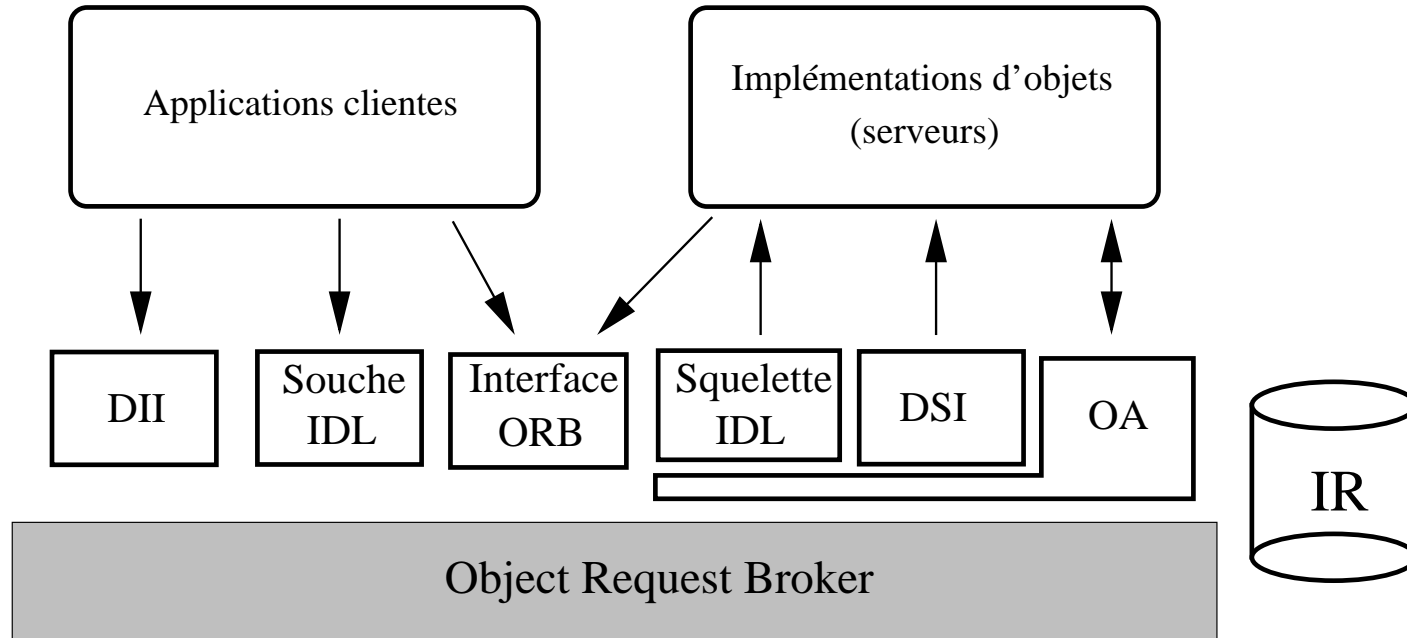 Applications clientes
Implémentations d’objets
(serveurs)
DII
Souche
IDL
Interface
ORB
Squelette
IDL
DSI
OA
IR
Object Request Broker